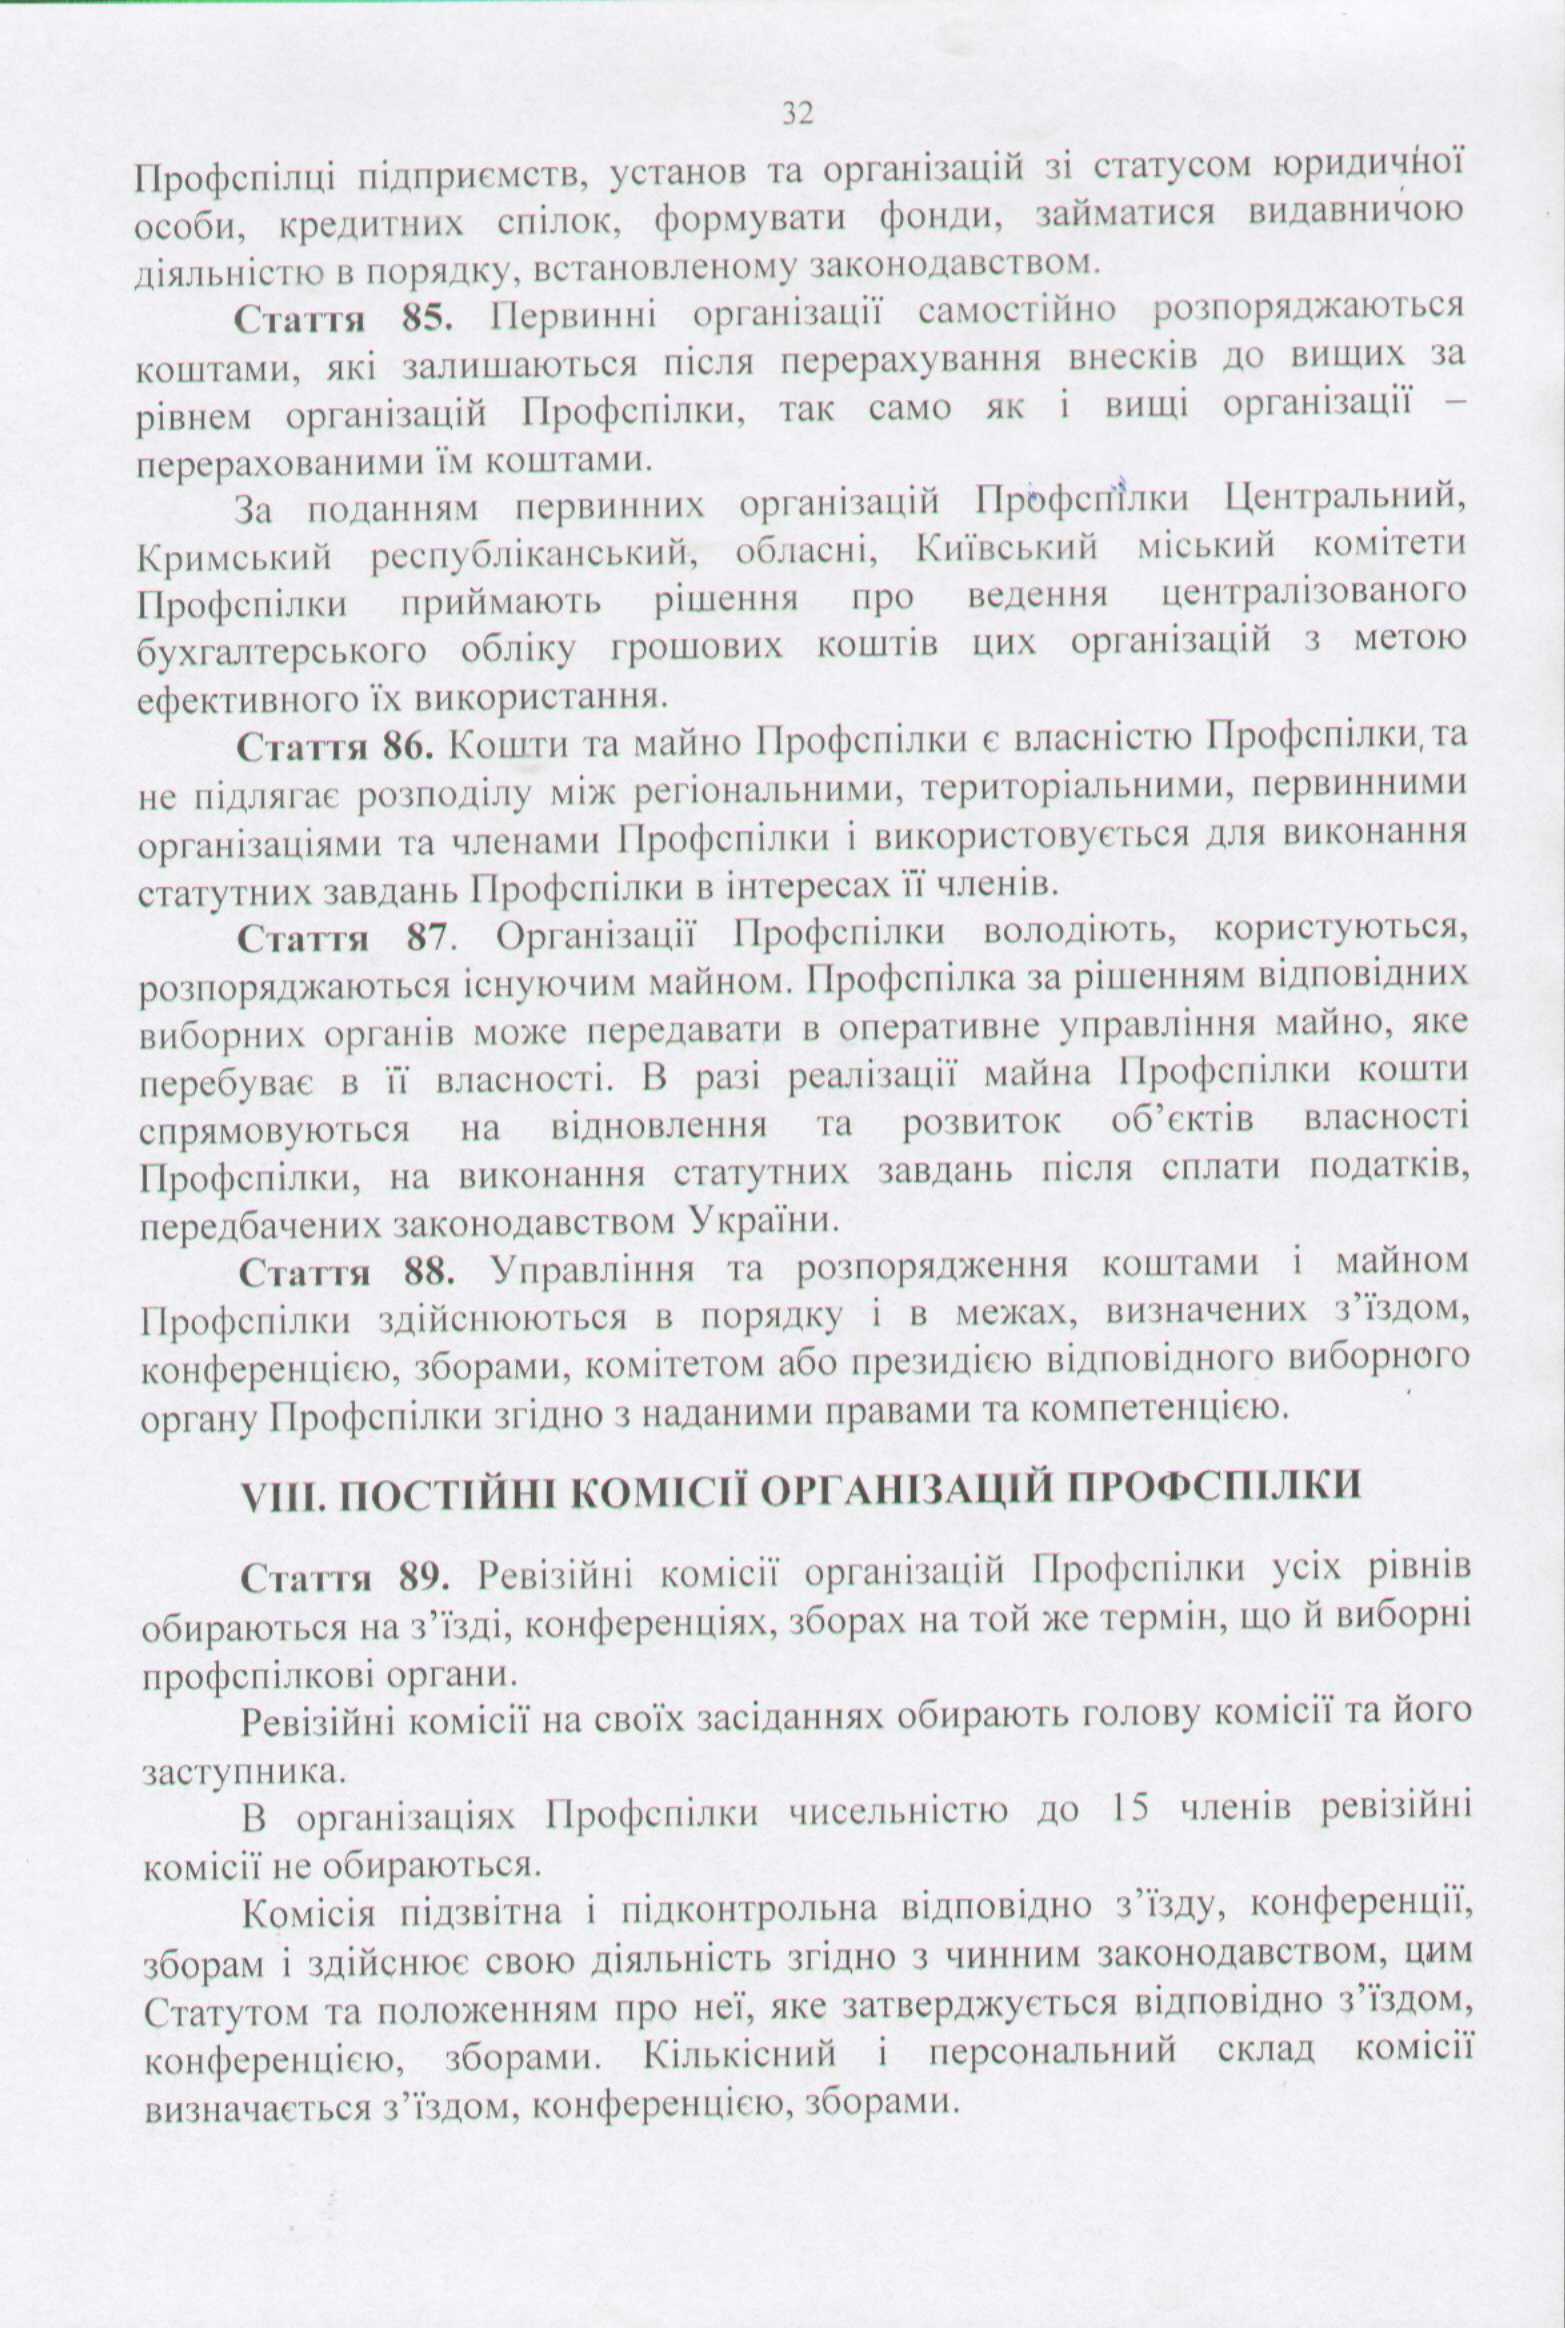 32
Профспілці підприємств, установ та організацій зі статусом юридичної
особи, кредитних спілок, формувати фонди, займатися видавничою
діяльністю в порядку, встановленому законодавством.
Стаття 85. Первинні організації самостійно розпоряджаються
коштами, які залишаються після перерахування внесків до вищих за
рівнем організацій Профспілки, так само як і вищі організації –
перерахованими їм коштами.
За поданням первинних організацій Профспілки Центральний,
Кримський республіканський, обласні, Київський міський комітети
Профспілки приймають рішення про ведення централізованого
бухгалтерського обліку грошових коштів цих організацій з метою
ефективного їх використання.
Стаття 86. Кошти та майно Профспілки є власністю Профспілки, та
не підлягає розподілу між регіональними, територіальними, первинними
організаціями та членами Профспілки і використовується для виконання
статутних завдань Профспілки в інтересах її членів.
Стаття 87. Організації Профспілки володіють, користуються,
розпоряджаються існуючим майном. Профспілка за рішенням відповідних
виборних органів може передавати в оперативне управління майно, яке
перебуває в її власності. В разі реалізації майна Профспілки кошти
спрямовуються на відновлення та розвиток об’єктів власності
Профспілки, на виконання статутних завдань після сплати податків,
передбачених законодавством України.
Стаття 88. Управління та розпорядження коштами і майном
Профспілки здійснюються в порядку і в межах, визначених з’їздом,
конференцією, зборами, комітетом або президією відповідного виборного
органу Профспілки згідно з наданими правами та компетенцією.
VIII. ПОСТІЙНІ КОМІСІЇ ОРГАНІЗАЦІЙ ПРОФСПІЛКИ
Стаття 89. Ревізійні комісії організацій Профспілки усіх рівнів
обираються на з’їзді, конференціях, зборах на той же термін, що й виборні
профспілкові органи.
Ревізійні комісії на своїх засіданнях обирають голову комісії та його
заступника.
В організаціях Профспілки чисельністю до 15 членів ревізійні
комісії не обираються.
Комісія підзвітна і підконтрольна відповідно з’їзду, конференції,
зборам і здійснює свою діяльність згідно з чинним законодавством, цим
Статутом та положенням про неї, яке затверджується відповідно з’їздом,
конференцією, зборами. Кількісний і персональний склад комісії
визначається з’їздом, конференцією, зборами.